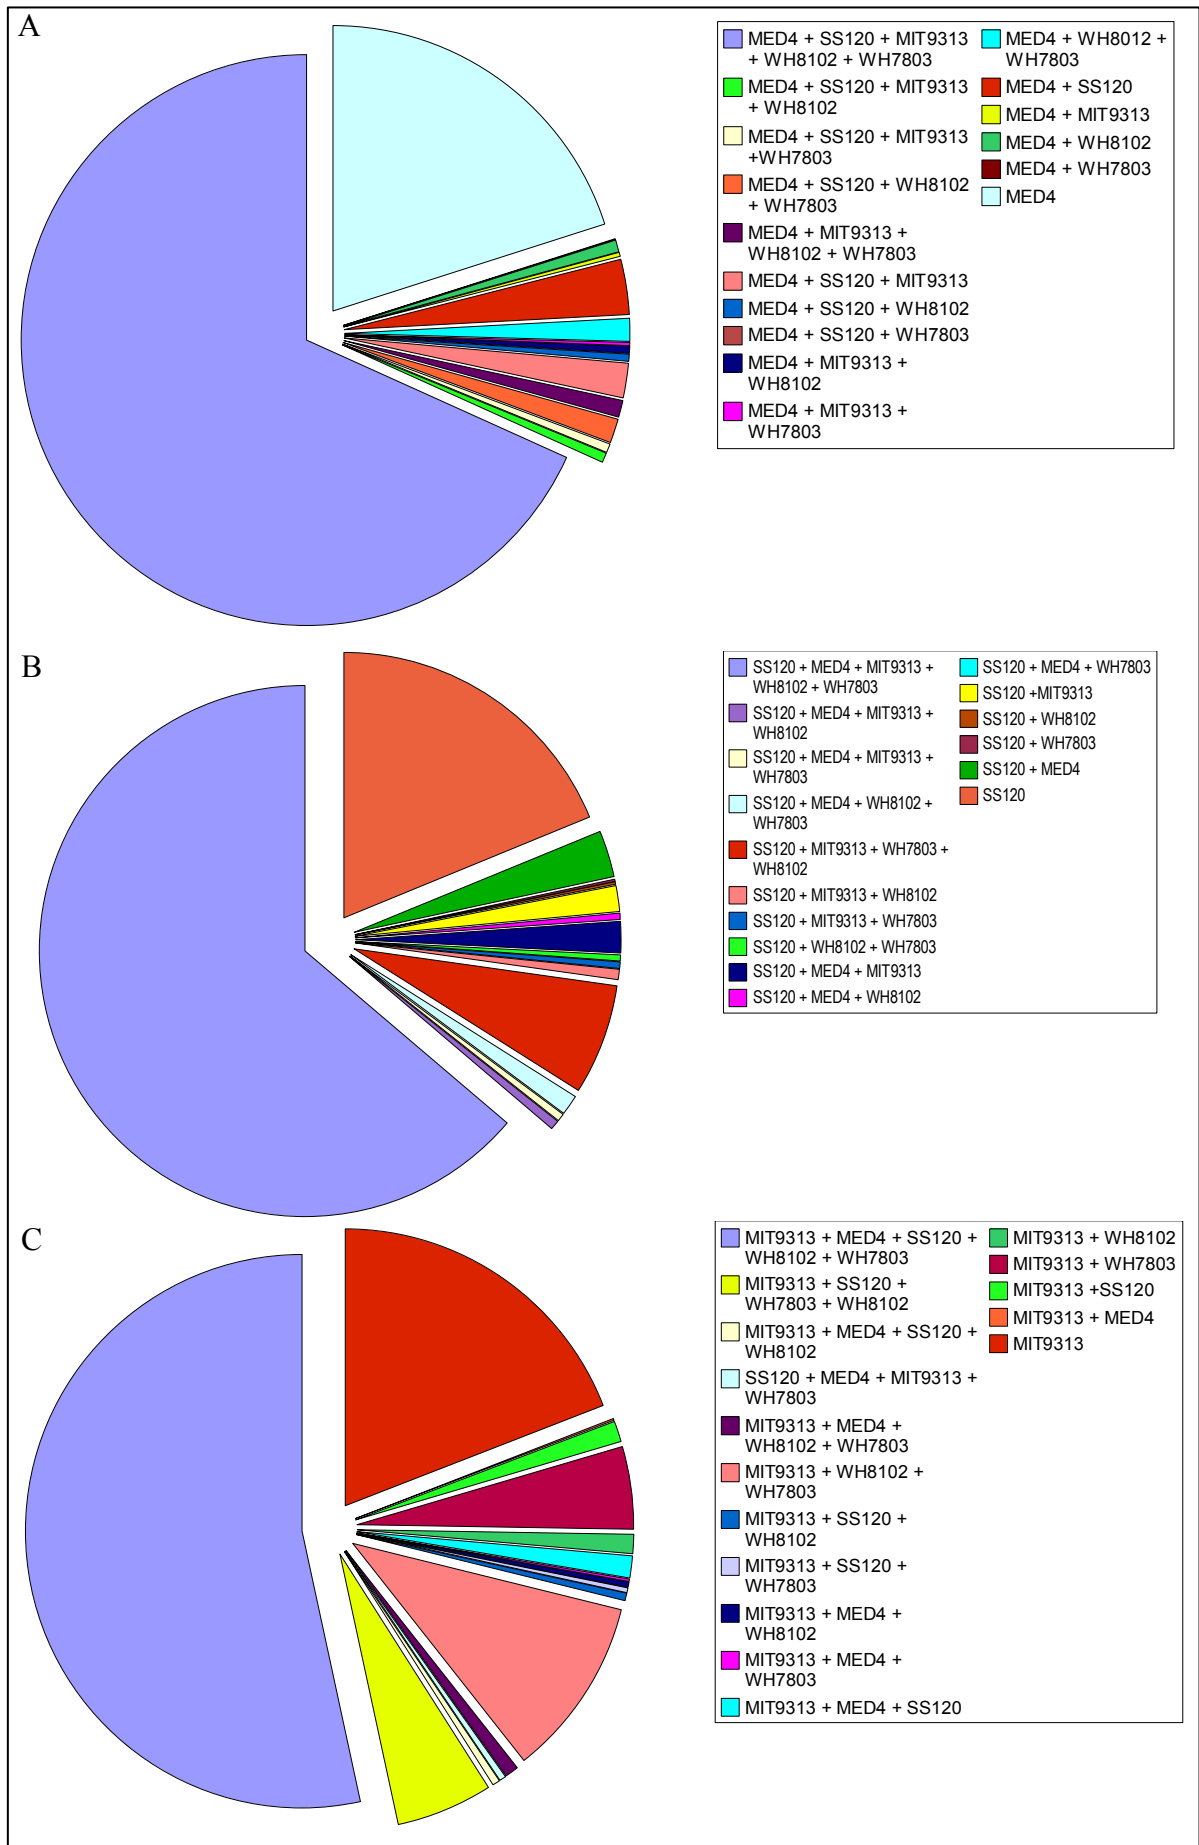 A
MED4 + SS120 + MIT9313
+ WH8102 + WH7803
MED4 + SS120 + MIT9313
+ WH8102
MED4 + SS120 + MIT9313
+WH7803
MED4 + SS120 + WH8102
+ WH7803
MED4 + MIT9313 +
WH8102 + WH7803
MED4 + SS120 + MIT9313
MED4 + SS120 + WH8102
MED4 + SS120 + WH7803
MED4 + MIT9313 +
WH8102
MED4 + MIT9313 +
WH7803
MED4 + WH8012 +
WH7803
MED4 + SS120
MED4 + MIT9313
MED4 + WH8102
MED4 + WH7803
MED4
B
SS120 + MED4 + MIT9313 +
WH8102 + WH7803
SS120 + MED4 + MIT9313 +
WH8102
SS120 + MED4 + MIT9313 +
WH7803
SS120 + MED4 + WH8102 +
WH7803
SS120 + MIT9313 + WH7803 +
WH8102
SS120 + MIT9313 + WH8102
SS120 + MIT9313 + WH7803
SS120 + WH8102 + WH7803
SS120 + MED4 + MIT9313
SS120 + MED4 + WH8102
SS120 + MED4 + WH7803
SS120 +MIT9313
SS120 + WH8102
SS120 + WH7803
SS120 + MED4
SS120
C
MIT9313 + MED4 + SS120 +
WH8102 + WH7803
MIT9313 + SS120 +
WH7803 + WH8102
MIT9313 + MED4 + SS120 +
WH8102
SS120 + MED4 + MIT9313 +
WH7803
MIT9313 + MED4 +
WH8102 + WH7803
MIT9313 + WH8102 +
WH7803
MIT9313 + SS120 +
WH8102
MIT9313 + SS120 +
WH7803
MIT9313 + MED4 +
WH8102
MIT9313 + MED4 +
WH7803
MIT9313 + MED4 + SS120
MIT9313 + WH8102
MIT9313 + WH7803
MIT9313 +SS120
MIT9313 + MED4
MIT9313